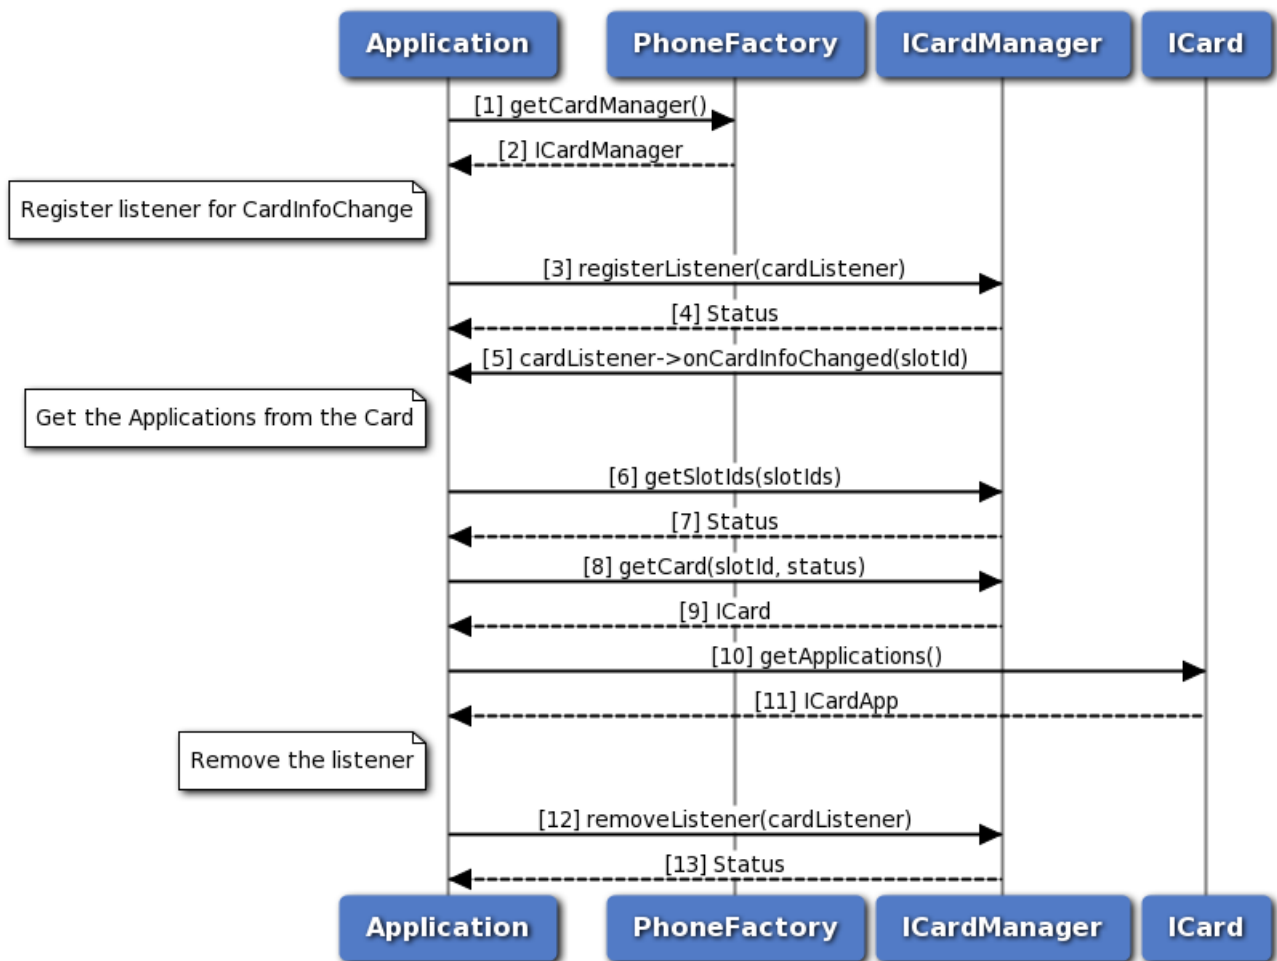 Application PhoneFactory ICardManager ICard
[1] getCardManager()
[2] ICardManager
Register listener for CardInfoChange
[3] registerListener(cardListener)
[4] Status
[5] cardListener->onCardInfoChanged(slotId)
Get the Applications from the Card
[6] getSlotIds(slotIds)
[7] Status
[8] getCard(slotId, status)
[9] ICard
[10] getApplications()
[11] ICardApp
Remove the listener
[12] removeListener(cardListener)
[13] Status
Application PhoneFactory ICardManager ICard